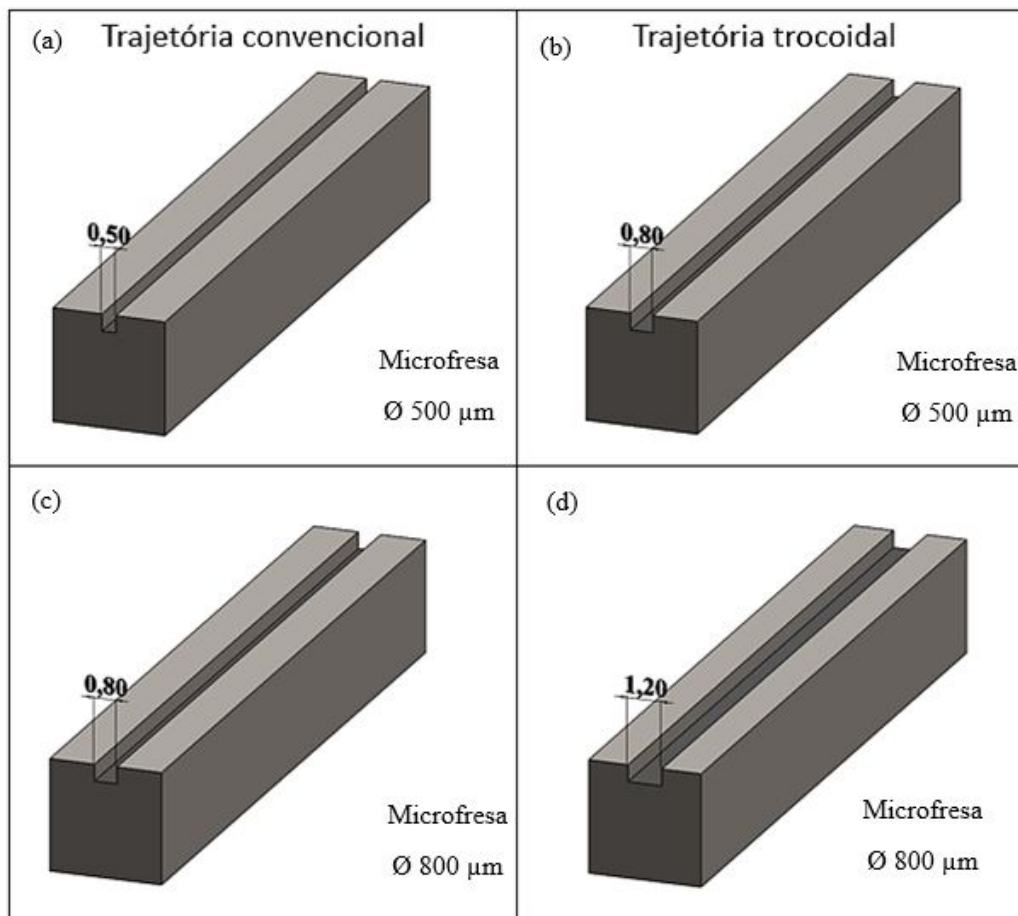 (a) Trajetória convencional
0,50
Microfresa
Ø 500 µm
(b) Trajetória trocoidal
0,80
Microfresa
Ø 500 µm
(c)
0,80
Microfresa
Ø 800 µm
(d)
1,20
Microfresa
Ø 800 µm